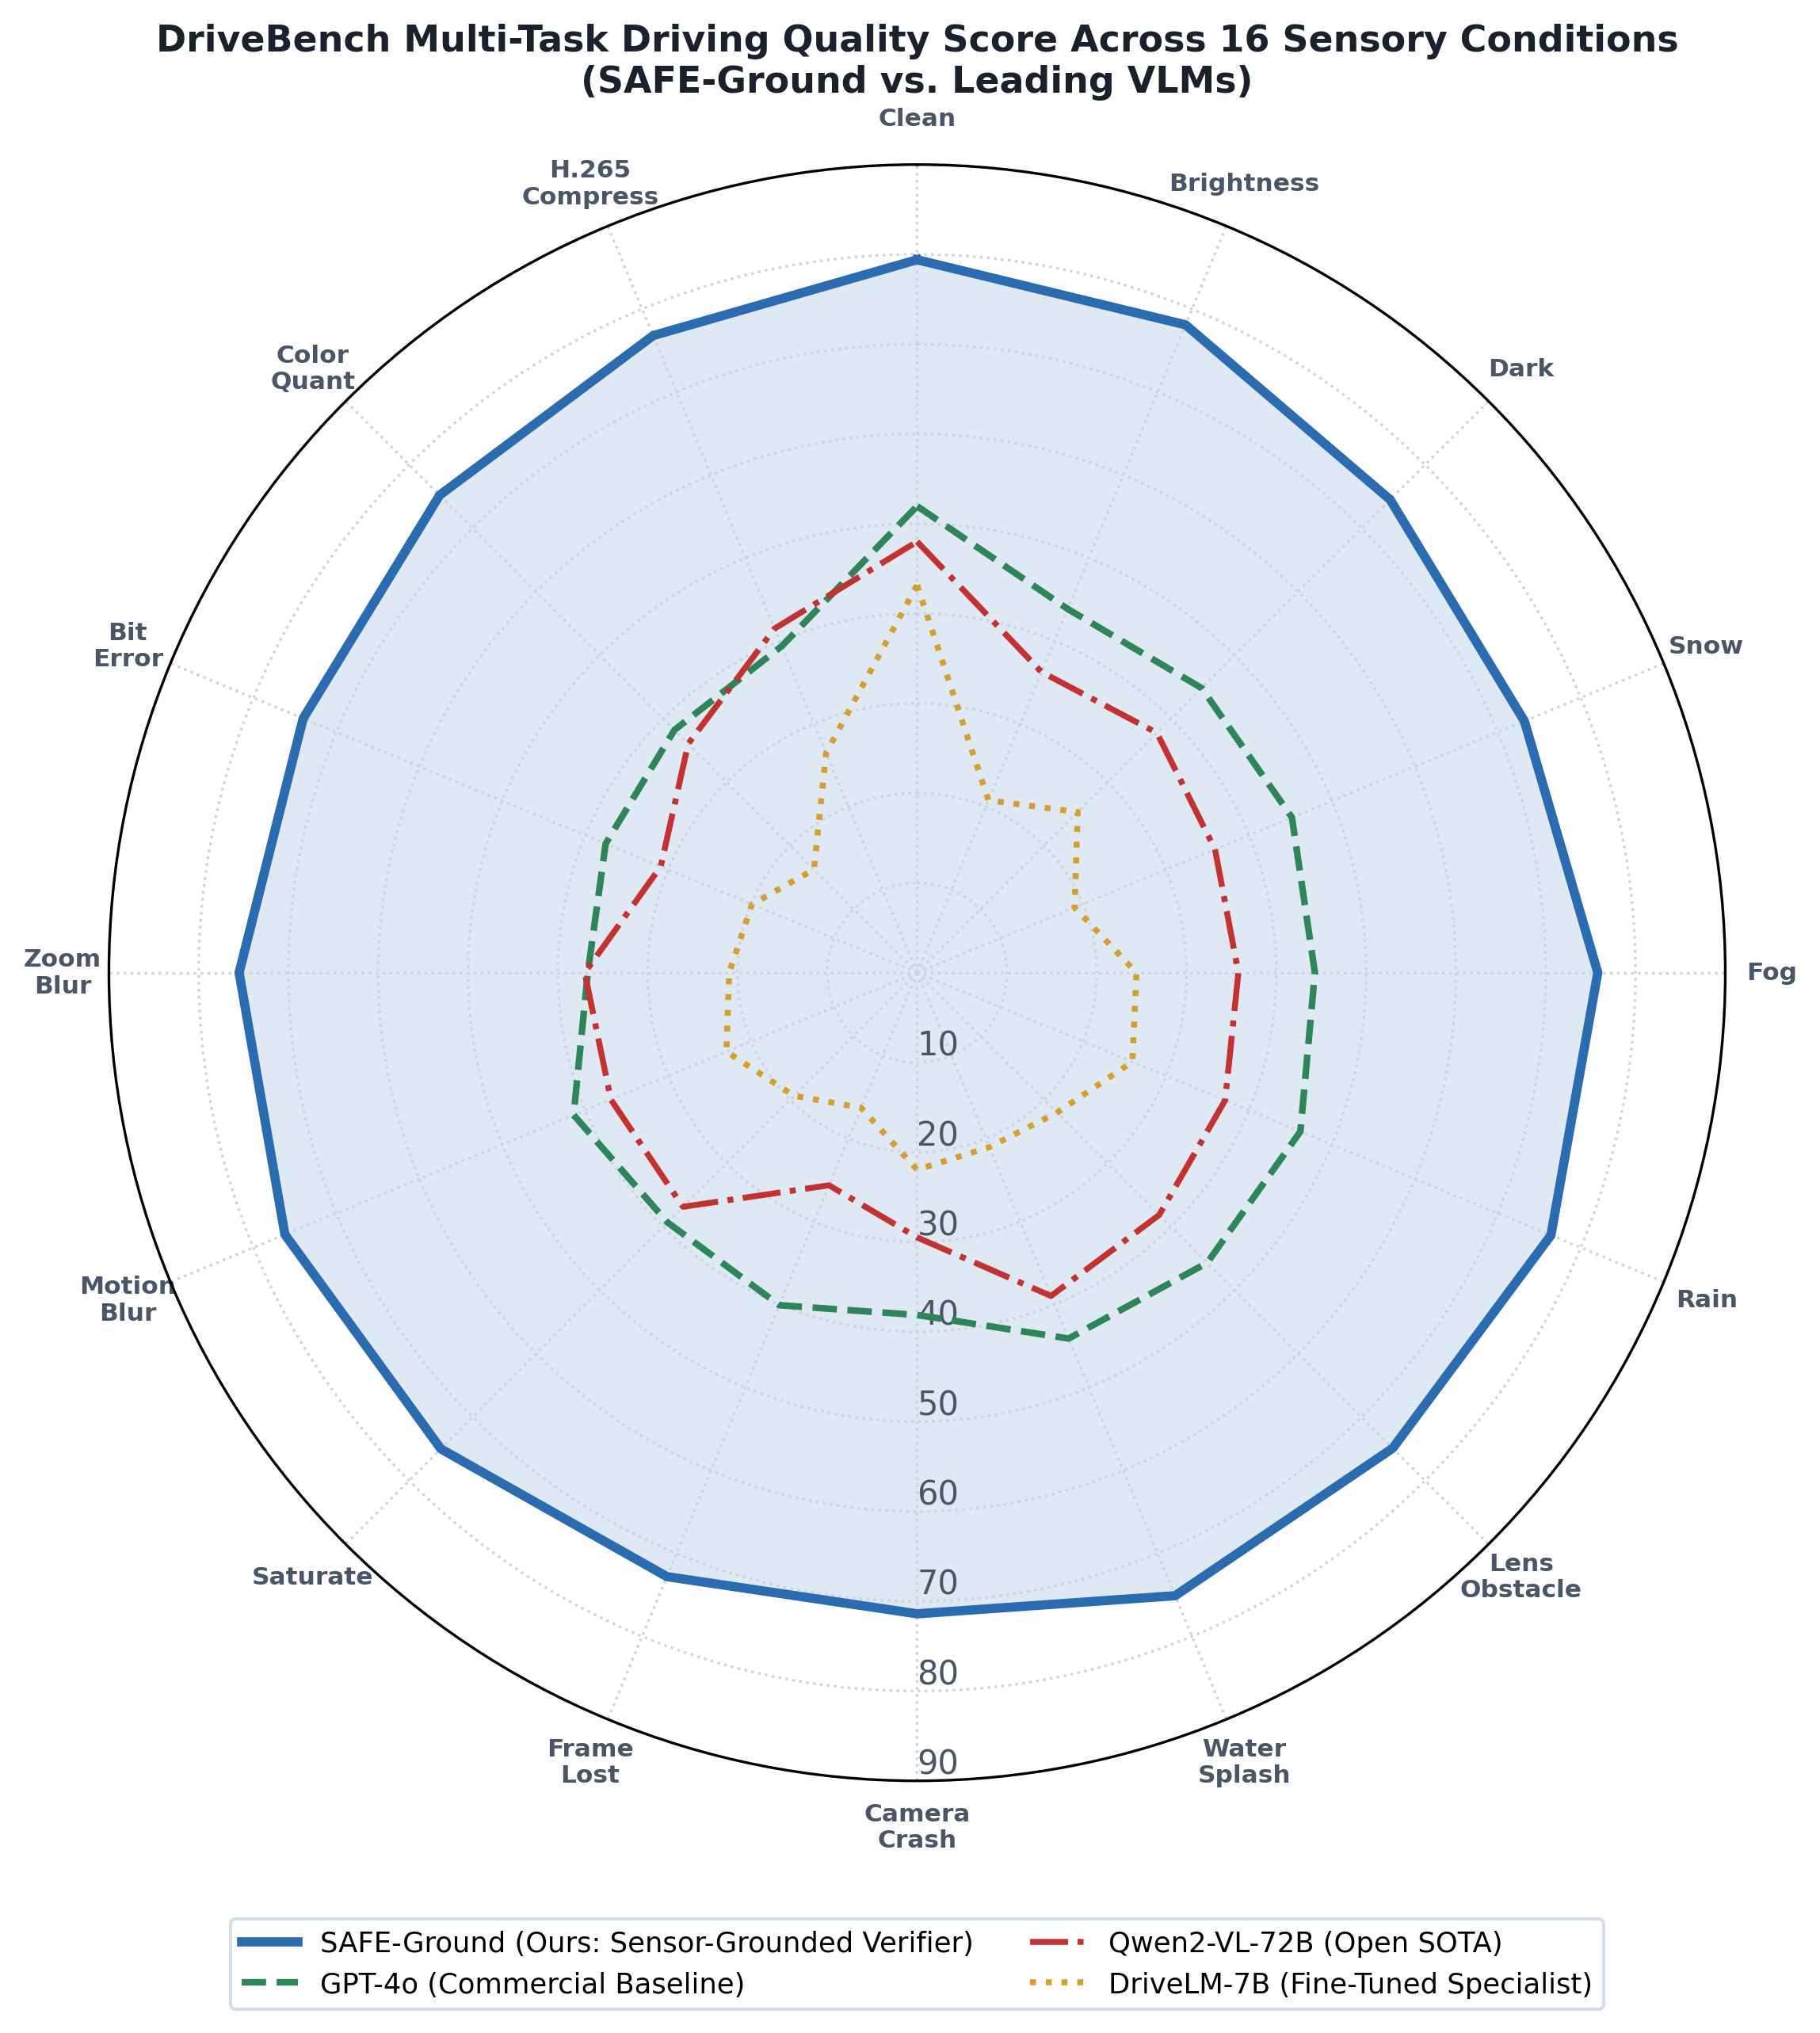 DriveBench Multi-Task Driving Quality Score Across 16 Sensory Conditions
(SAFE-Ground vs. Leading VLMs)
Clean
Brightness
Dark
Snow
Fog
Rain
Lens
Obstacle
Water
Splash
Camera
Crash
Frame
Lost
Saturate
Motion
Blur
Zoom
Blur
Bit
Error
Color
Quant
H.265
Compress
10
20
30
40
50
60
70
80
90
SAFE-Ground (Ours: Sensor-Grounded Verifier)
GPT-4o (Commercial Baseline)
Qwen2-VL-72B (Open SOTA)
DriveLM-7B (Fine-Tuned Specialist)